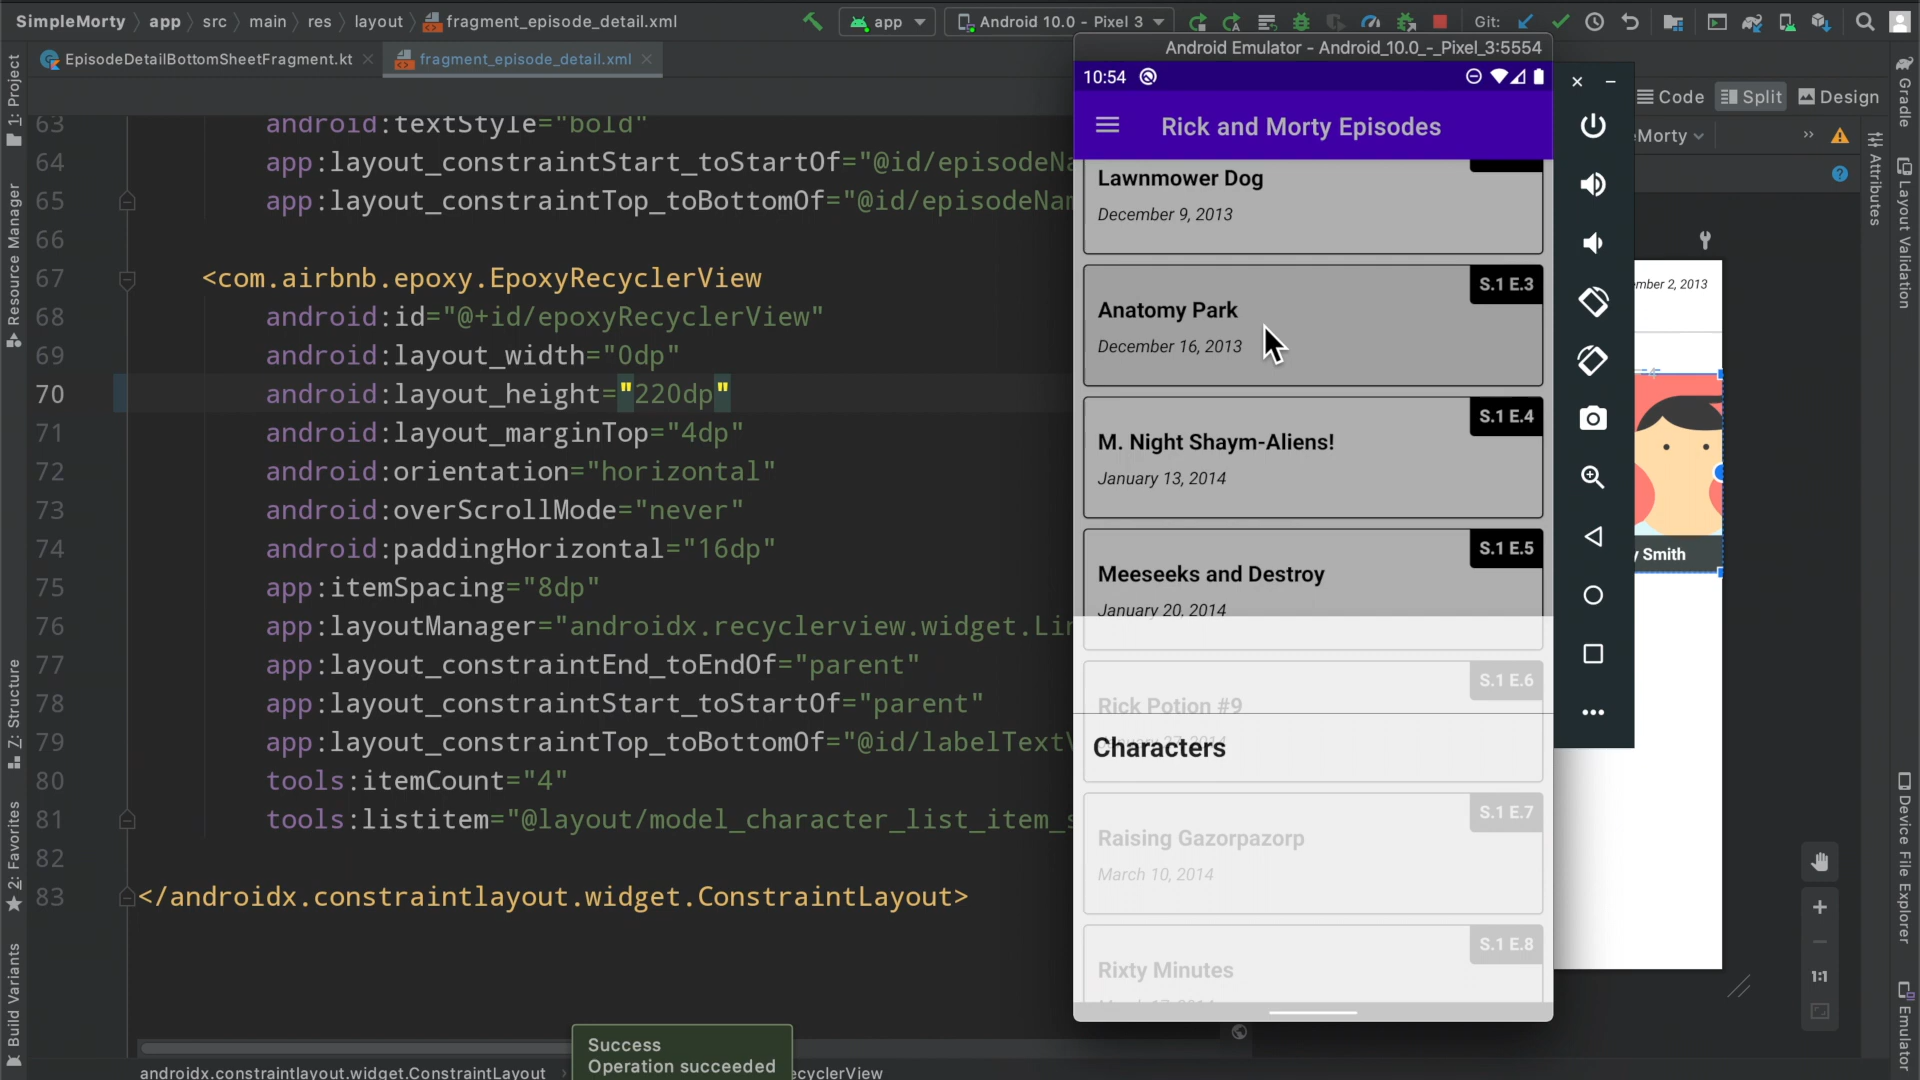 SimpleMorty app src main res layout fragment_episode_detail.xml
app
Android 10.0 - Pixel 3
Git:
EpisodeDetailBottomSheetFragment.kt
fragment_episode_detail.xml
Code
Split
Design
1: Project
Resource Manager
Z: Structure
2: Favorites
Build Variants
63 android:textStyle="bold"
64 app:layout_constraintStart_toStartOf="@id/episodeNa
65 app:layout_constraintTop_toBottomOf="@id/episodeNam
66
67 <com.airbnb.epoxy.EpoxyRecyclerView
68 android:id="@+id/epoxyRecyclerView"
69 android:layout_width="0dp"
70 android:layout_height="220dp"
71 android:layout_marginTop="4dp"
72 android:orientation="horizontal"
73 android:overScrollMode="never"
74 android:paddingHorizontal="16dp"
75 app:itemSpacing="8dp"
76 app:layoutManager="androidx.recyclerview.widget.Lin
77 app:layout_constraintEnd_toEndOf="parent"
78 app:layout_constraintStart_toStartOf="parent"
79 app:layout_constraintTop_toBottomOf="@id/labelTextV
80 tools:itemCount="4"
81 tools:listitem="@layout/model_character_list_item_s
82
83 </androidx.constraintlayout.widget.ConstraintLayout>
Success
Operation succeeded
androidx.constraintlayout.widget.ConstraintLayout
ecyclerView
Android Emulator - Android_10.0_-_Pixel_3:5554
10:54
Rick and Morty Episodes
Lawnmower Dog
December 9, 2013
S.1 E.3
Anatomy Park
December 16, 2013
S.1 E.4
M. Night Shaym-Aliens!
January 13, 2014
S.1 E.5
Meeseeks and Destroy
January 20, 2014
S.1 E.6
Rick Potion #9
January 27, 2014
Characters
S.1 E.7
Raising Gazorpazorp
March 10, 2014
S.1 E.8
Rixty Minutes
eMorty
mber 2, 2013
y Smith
1:1
Gradle
Attributes
Layout Validation
Device File Explorer
Emulator